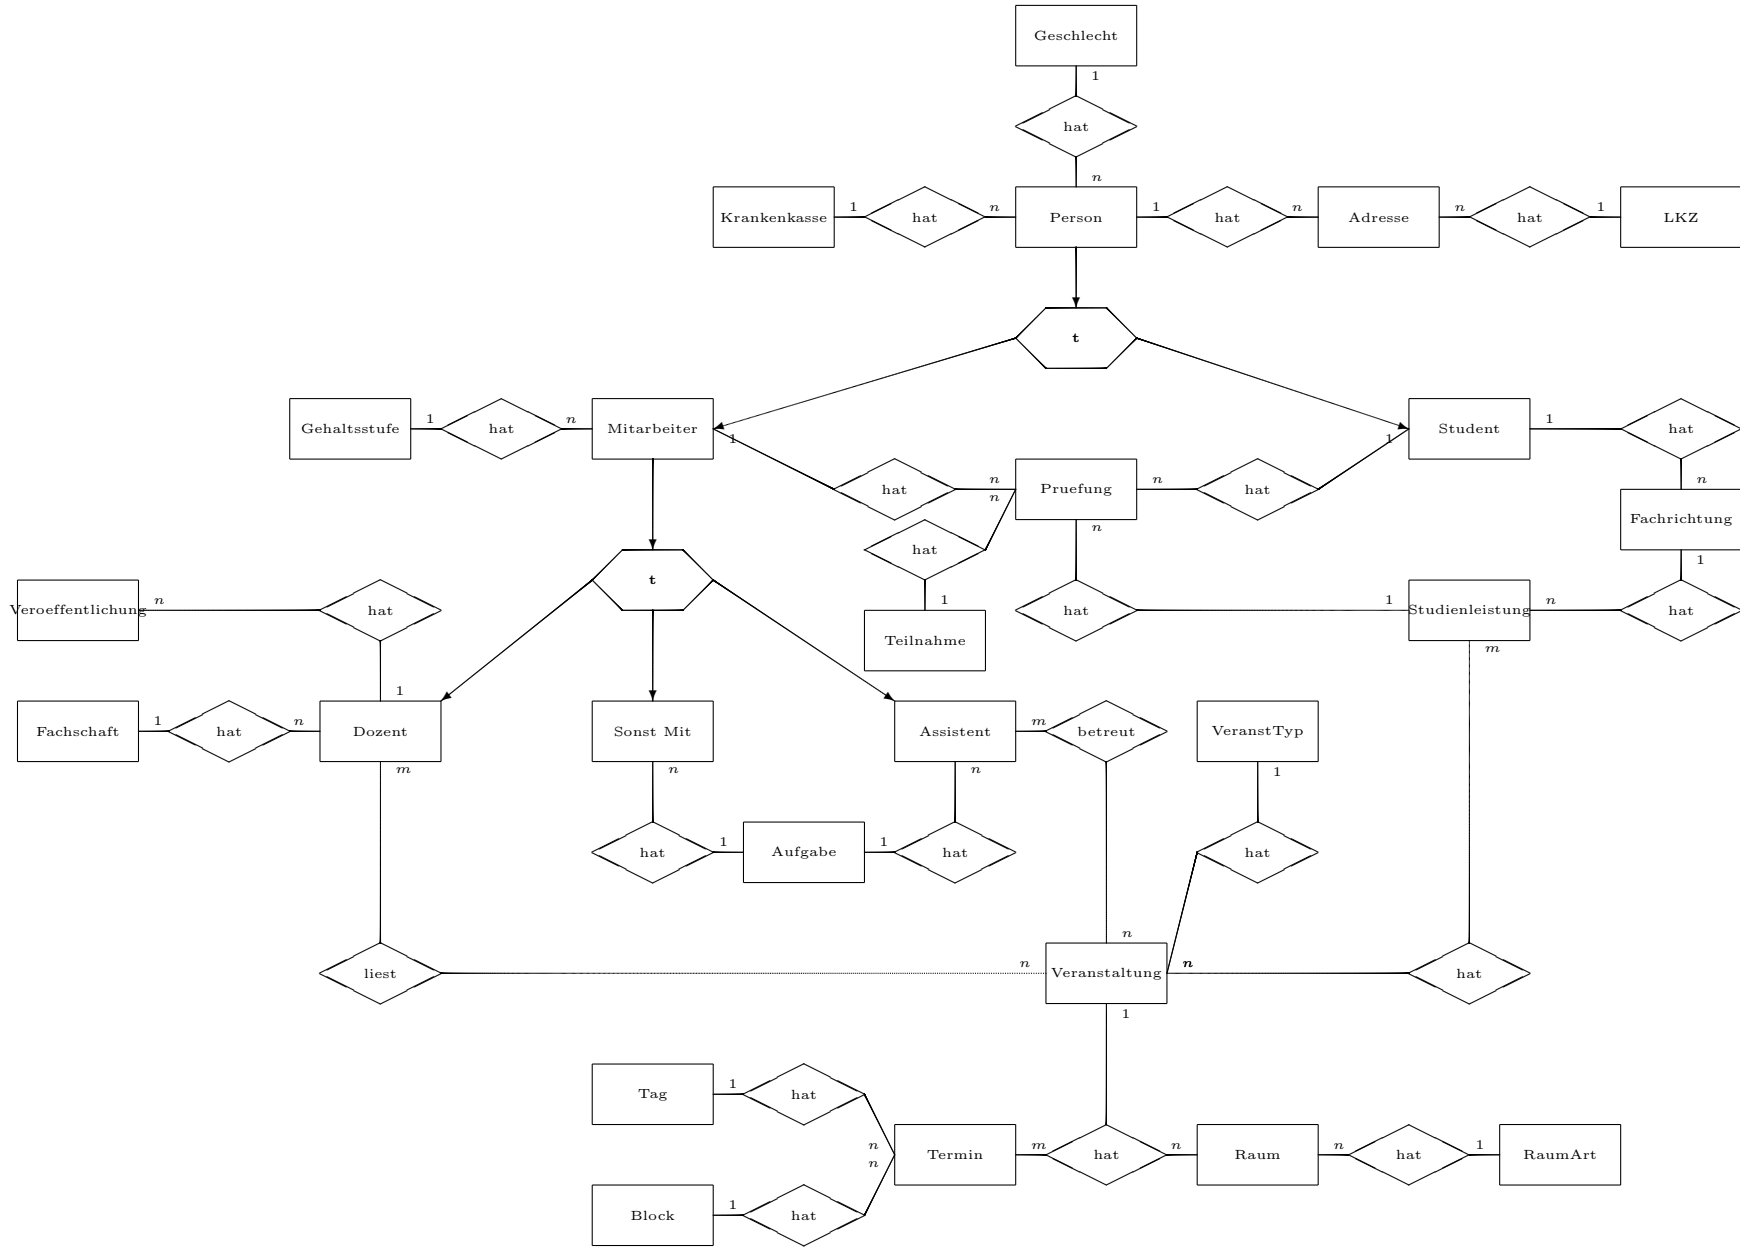 Geschlecht
1
hat
n
Krankenkasse 1 hat n Person 1 hat n Adresse n hat 1 LKZ
t
Gehaltsstufe 1 hat n Mitarbeiter Student 1 hat
1 1
hat n Pruefung n hat n
n
n Fachrichtung
hat 1
t
Veroeffentlichung n hat hat 1 Studienleistung n hat
1
Teilnahme
m
1
Fachschaft 1 hat n Dozent Sonst Mit Assistent m betreut VeranstTyp
m n n 1
hat 1 Aufgabe 1 hat hat
n
liest n Veranstaltung n hat
1
Tag 1 hat
n
Termin m hat n Raum n hat 1 RaumArt
n
Block 1 hat